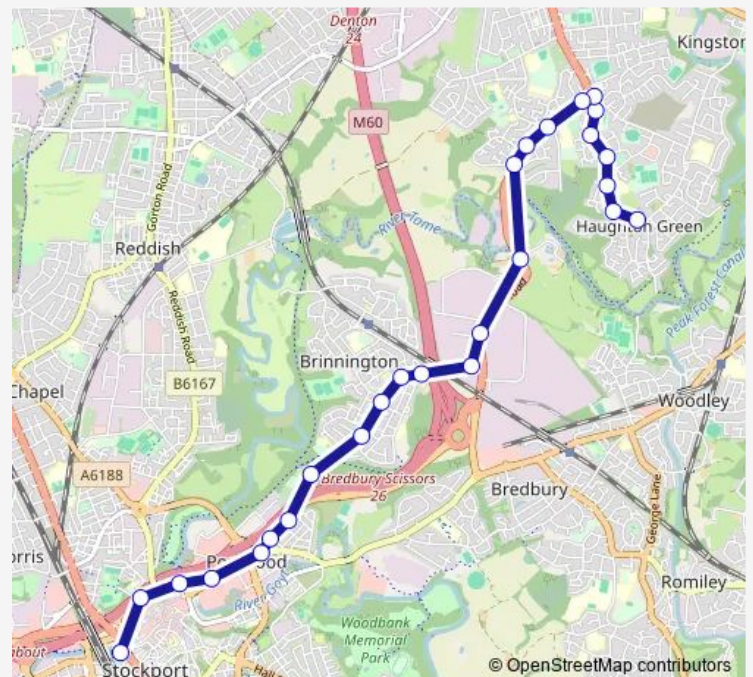 Denton
24
Kingston
M60
Gorton Road
Reddish
River Tame
Haughton Green
Reddish Road
Peak Forest Canal
Brinnington
B6167
Chapel
Woodley
A6188
Bredbury Scissors
26
Bredbury
George Lane
Romiley
River Goyt
Woodbank
Memorial
Park
Stockport
© OpenStreetMap contributors